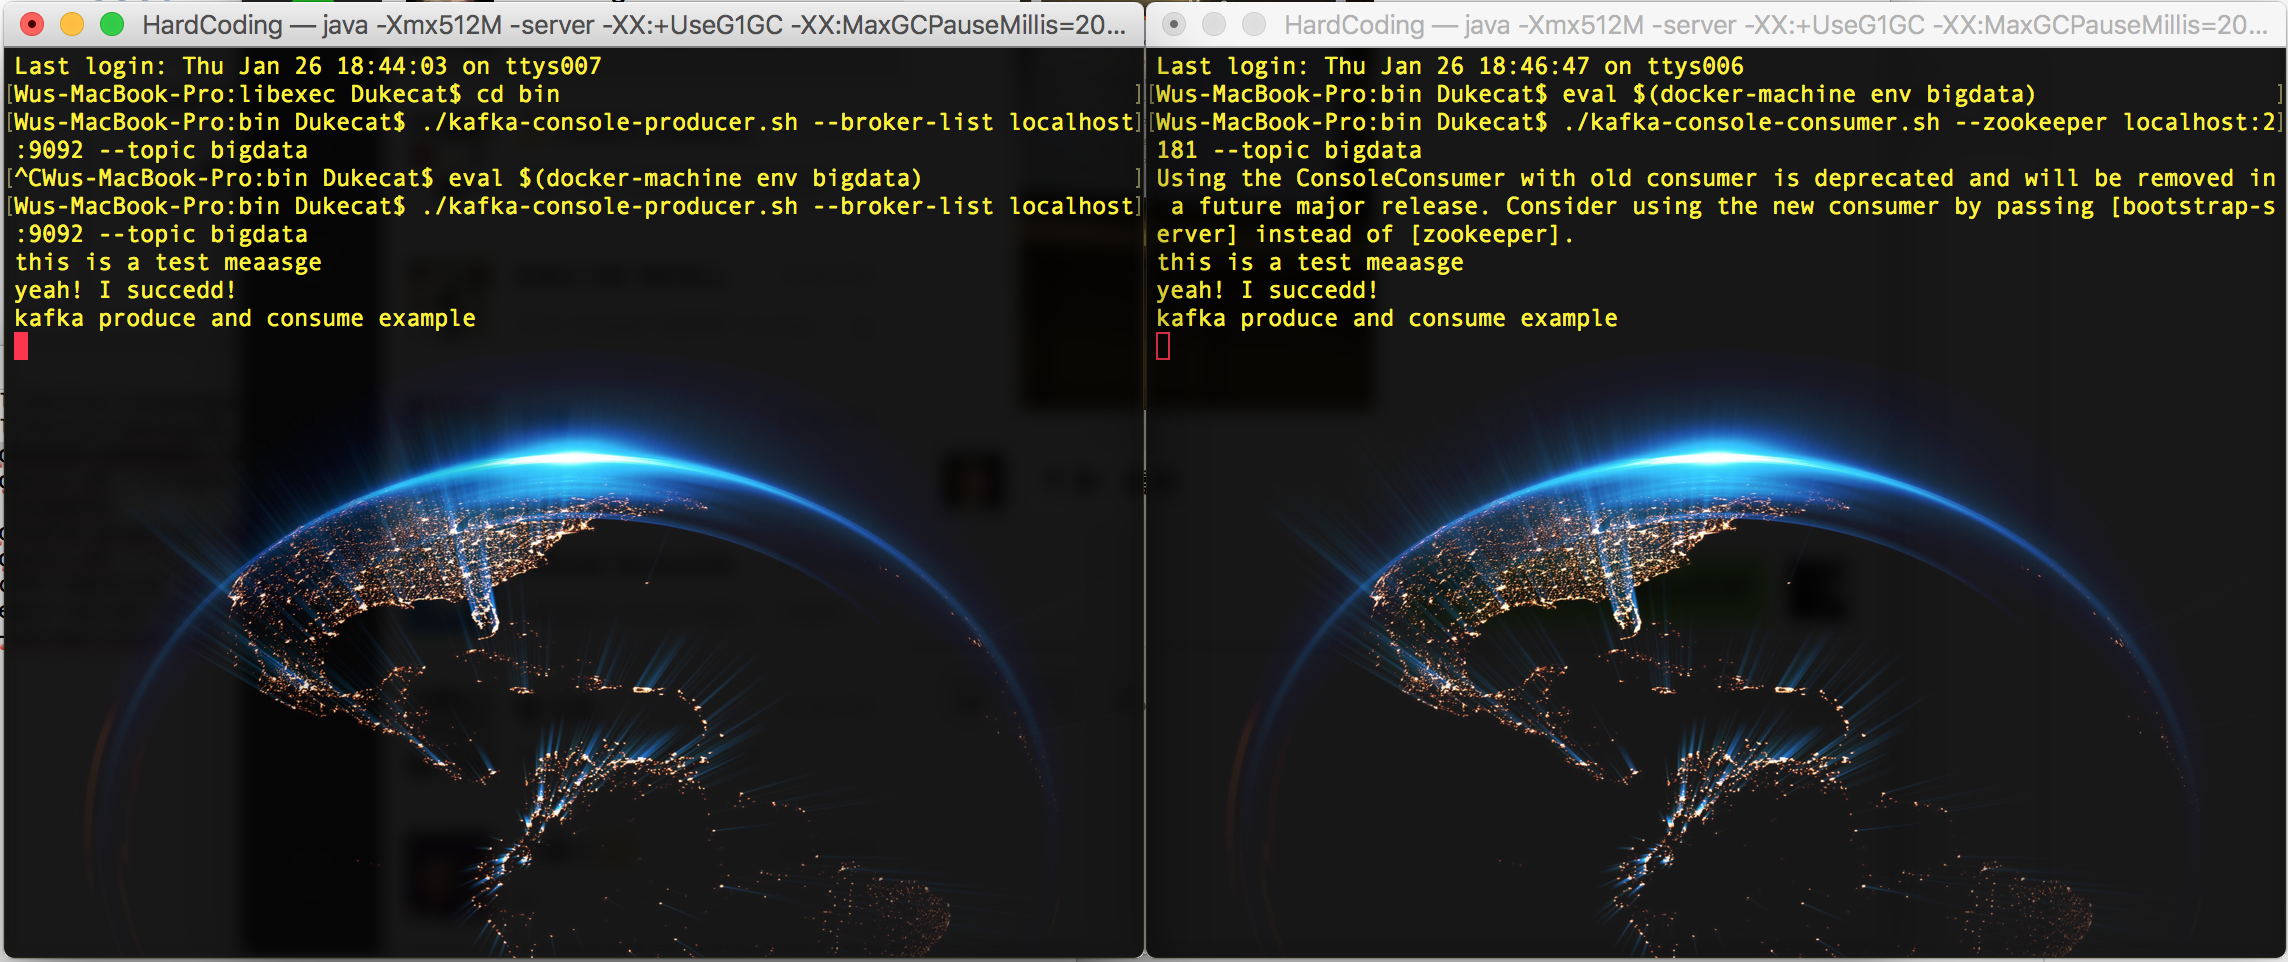 HardCoding — java -Xmx512M -server -XX:+UseG1GC -XX:MaxGCPauseMillis=20...
Last login: Thu Jan 26 18:44:03 on ttys007
[Wus-MacBook-Pro:libexec Dukecat$ cd bin ]
[Wus-MacBook-Pro:bin Dukecat$ ./kafka-console-producer.sh --broker-list localhost]
:9092 --topic bigdata
[^CWus-MacBook-Pro:bin Dukecat$ eval $(docker-machine env bigdata) ]
[Wus-MacBook-Pro:bin Dukecat$ ./kafka-console-producer.sh --broker-list localhost]
:9092 --topic bigdata
this is a test meaasge
yeah! I succedd!
kafka produce and consume example
HardCoding — java -Xmx512M -server -XX:+UseG1GC -XX:MaxGCPauseMillis=20...
Last login: Thu Jan 26 18:46:47 on ttys006
[Wus-MacBook-Pro:bin Dukecat$ eval $(docker-machine env bigdata) ]
[Wus-MacBook-Pro:bin Dukecat$ ./kafka-console-consumer.sh --zookeeper localhost:2]
181 --topic bigdata
Using the ConsoleConsumer with old consumer is deprecated and will be removed in
 a future major release. Consider using the new consumer by passing [bootstrap-s
erver] instead of [zookeeper].
this is a test meaasge
yeah! I succedd!
kafka produce and consume example